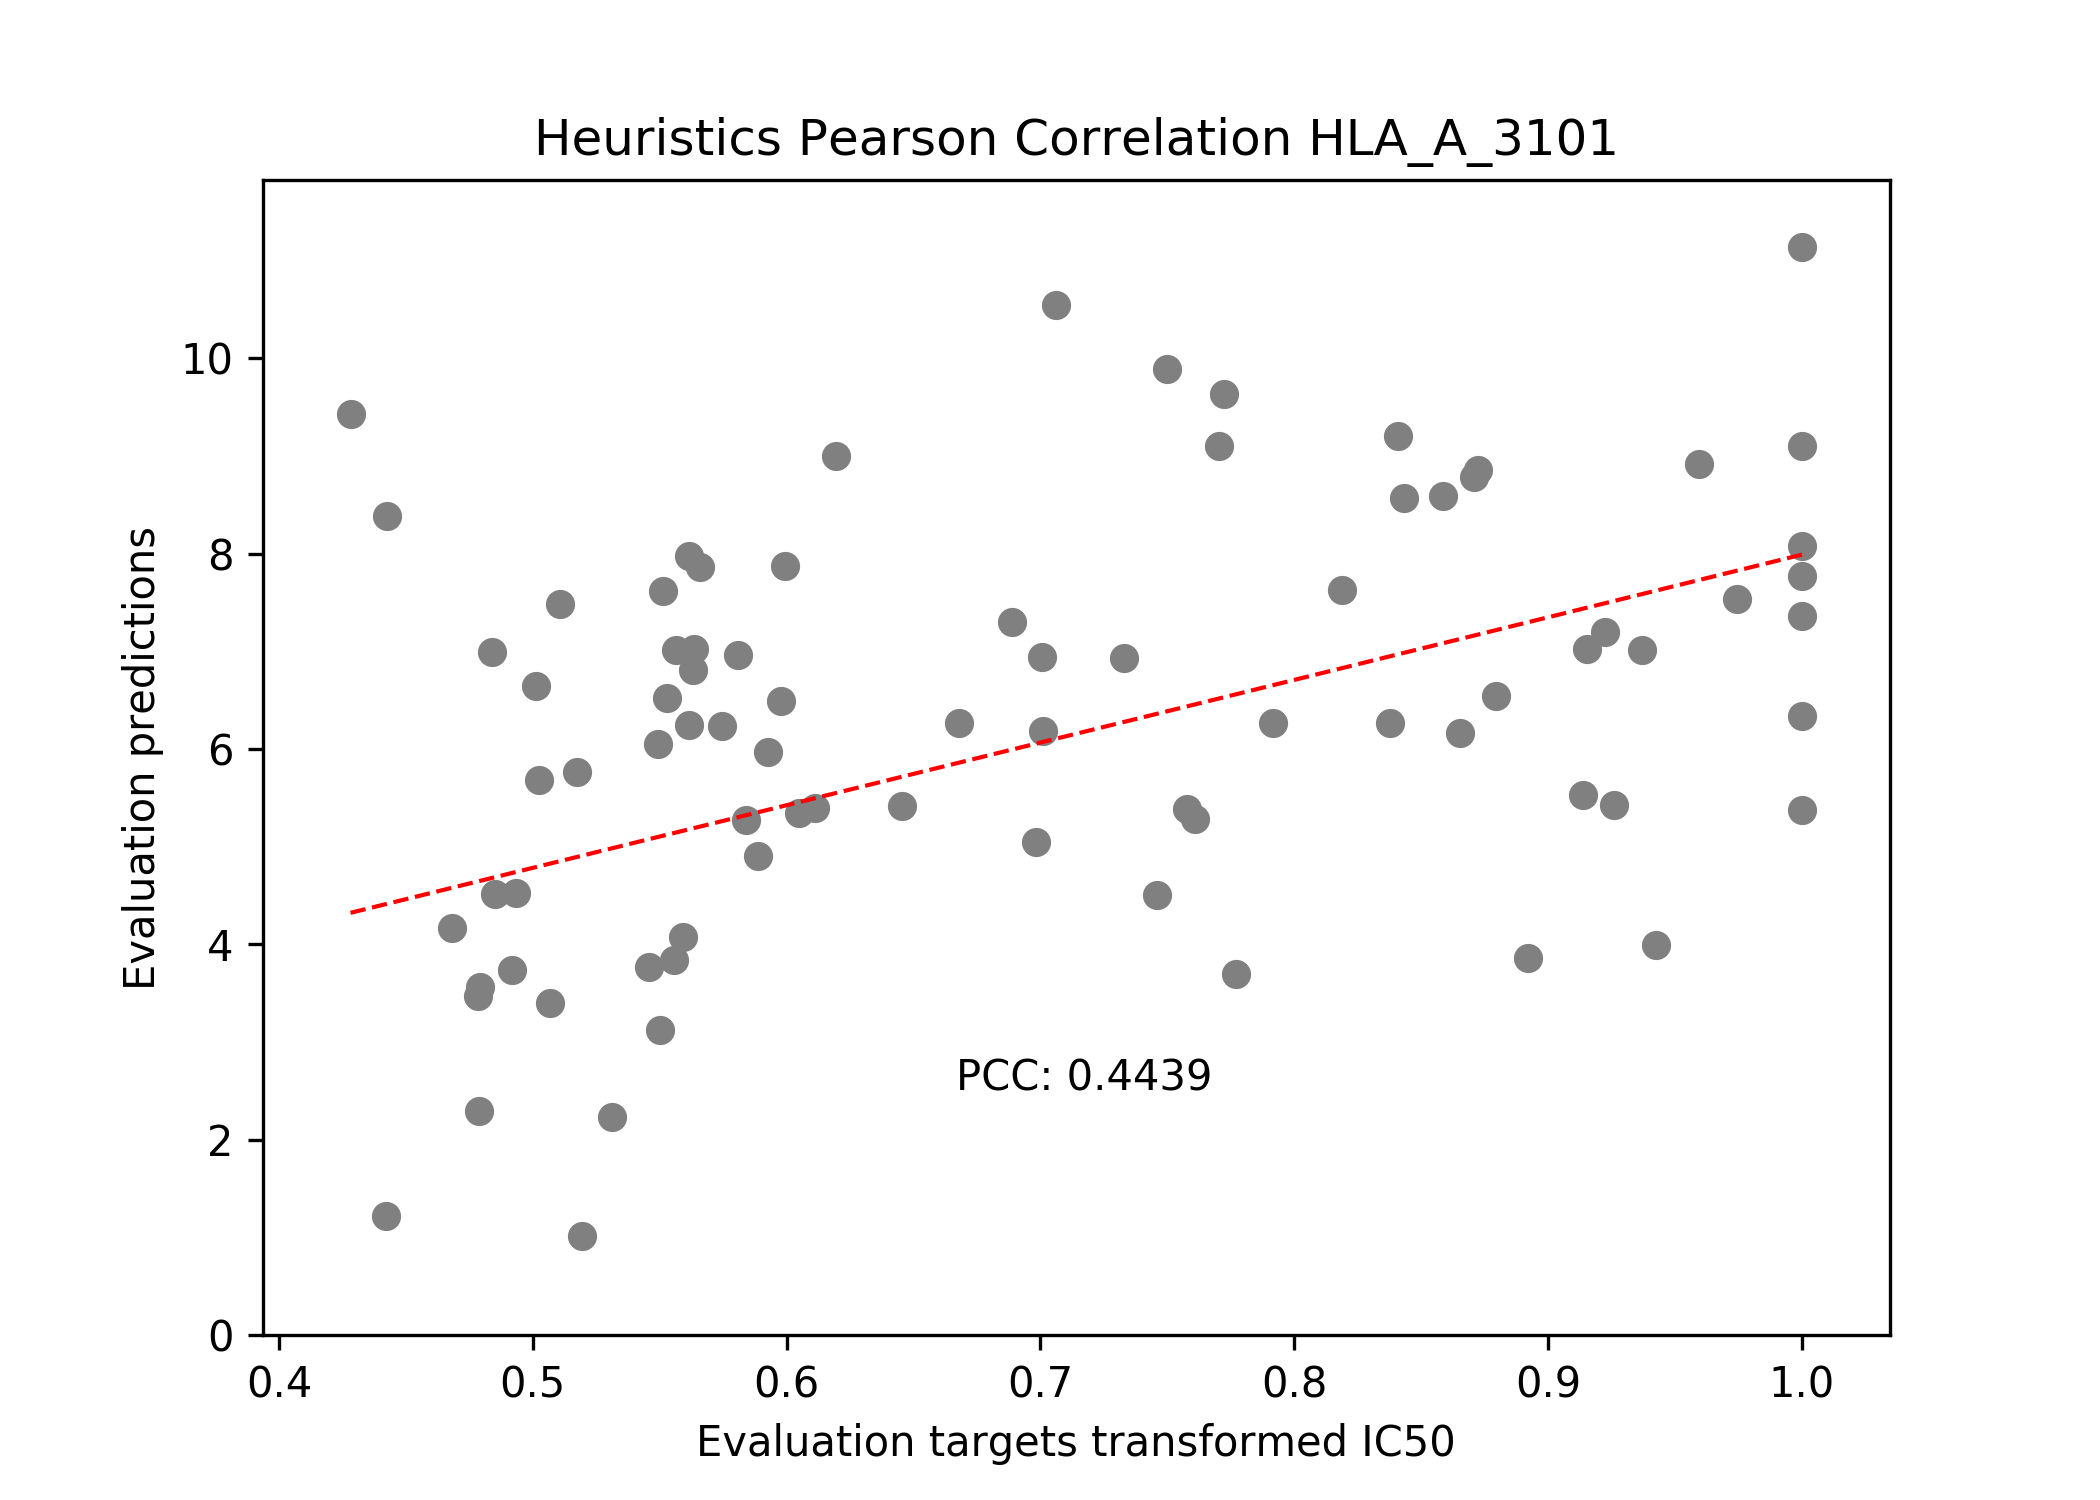 Heuristics Pearson Correlation HLA_A_3101
10
8
6
4
2
0
Evaluation predictions
PCC: 0.4439
0.4 0.5 0.6 0.7 0.8 0.9 1.0
Evaluation targets transformed IC50